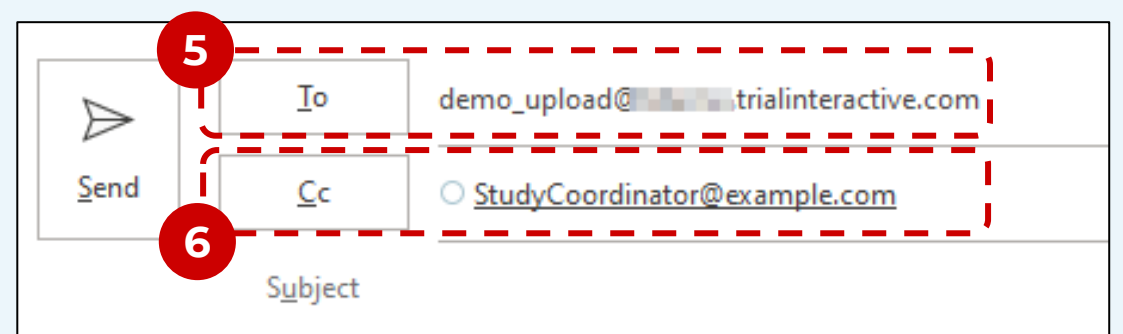 5
To demo_upload@ .trialinteractive.com
Send
Cc StudyCoordinator@example.com
6
Subject